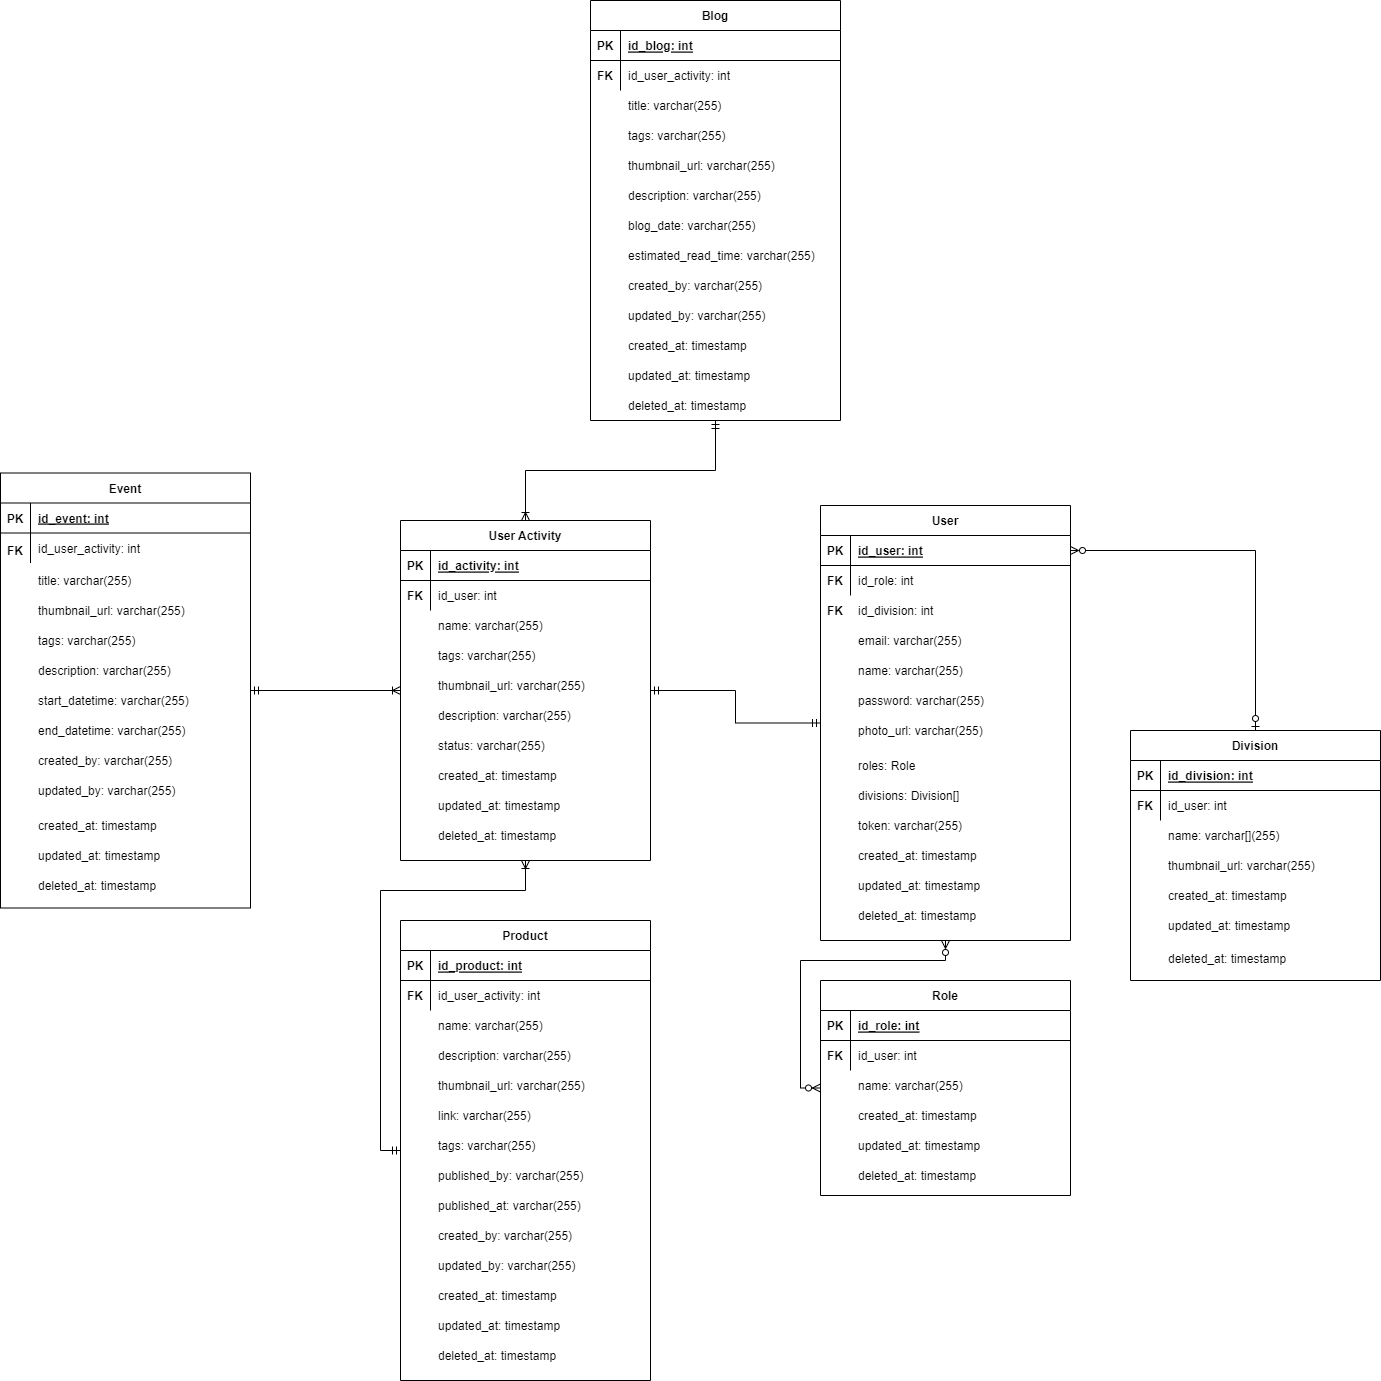 Blog
PK id_blog: int
FK id_user_activity: int
title: varchar(255)
tags: varchar(255)
thumbnail_url: varchar(255)
description: varchar(255)
blog_date: varchar(255)
estimated_read_time: varchar(255)
created_by: varchar(255)
updated_by: varchar(255)
created_at: timestamp
updated_at: timestamp
deleted_at: timestamp
Event
PK id_event: int
FK id_user_activity: int
title: varchar(255)
thumbnail_url: varchar(255)
tags: varchar(255)
description: varchar(255)
start_datetime: varchar(255)
end_datetime: varchar(255)
created_by: varchar(255)
updated_by: varchar(255)
created_at: timestamp
updated_at: timestamp
deleted_at: timestamp
User Activity
PK id_activity: int
FK id_user: int
name: varchar(255)
tags: varchar(255)
thumbnail_url: varchar(255)
description: varchar(255)
status: varchar(255)
created_at: timestamp
updated_at: timestamp
deleted_at: timestamp
User
PK id_user: int
FK id_role: int
FK id_division: int
email: varchar(255)
name: varchar(255)
password: varchar(255)
photo_url: varchar(255)
roles: Role
divisions: Division[]
token: varchar(255)
created_at: timestamp
updated_at: timestamp
deleted_at: timestamp
Division
PK id_division: int
FK id_user: int
name: varchar[](255)
thumbnail_url: varchar(255)
created_at: timestamp
updated_at: timestamp
deleted_at: timestamp
Product
PK id_product: int
FK id_user_activity: int
name: varchar(255)
description: varchar(255)
thumbnail_url: varchar(255)
link: varchar(255)
tags: varchar(255)
published_by: varchar(255)
published_at: varchar(255)
created_by: varchar(255)
updated_by: varchar(255)
created_at: timestamp
updated_at: timestamp
deleted_at: timestamp
Role
PK id_role: int
FK id_user: int
name: varchar(255)
created_at: timestamp
updated_at: timestamp
deleted_at: timestamp